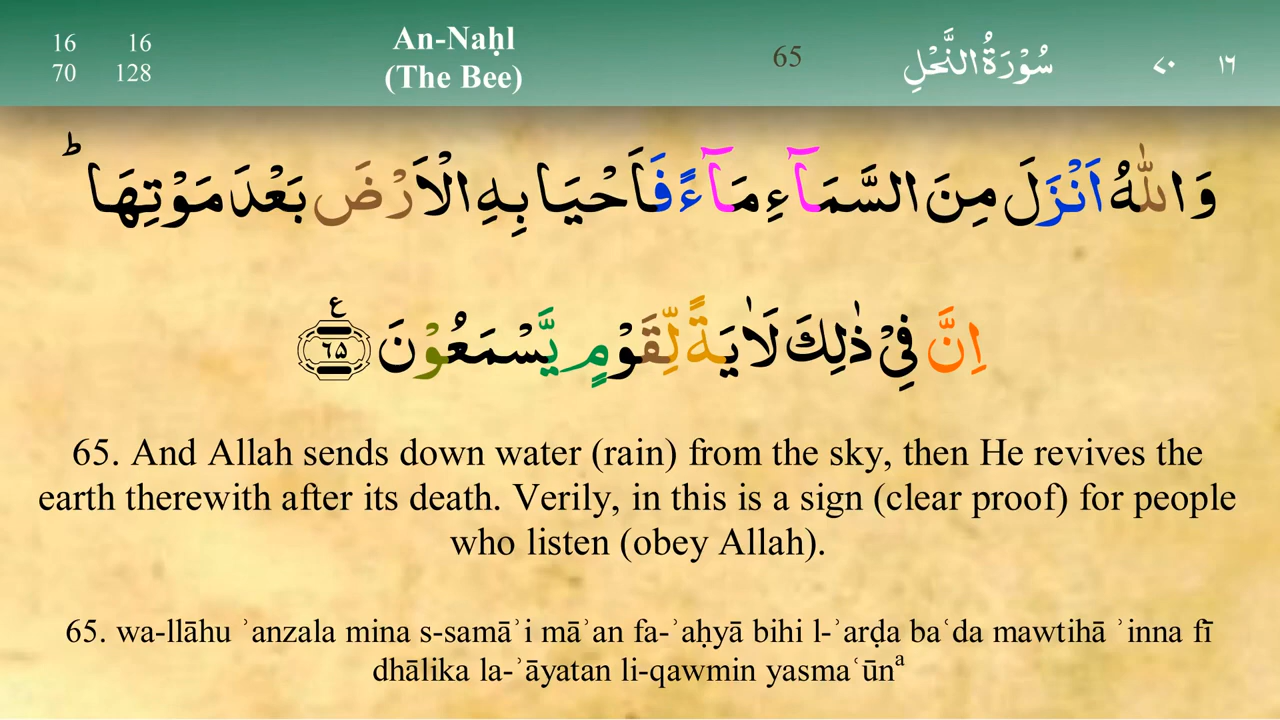 16 16
70 128
An-Naḥl
(The Bee)
65
سُوْرَةُ النَّحْلِ
٧٠
١٦
وَاللّٰهُ اَنْزَلَ مِنَ السَّمَآءِ مَآءً فَاَحْيَا بِهِ الْاَرْضَ بَعْدَ مَوْتِهَا ؕ
اِنَّ فِيْ ذٰلِكَ لَاٰيَةً لِّقَوْمٍ يَّسْمَعُوْنَ ٦٥ ع
65. And Allah sends down water (rain) from the sky, then He revives the
earth therewith after its death. Verily, in this is a sign (clear proof) for people
who listen (obey Allah).
65. wa-llāhu ʾanzala mina s-samāʾi māʾan fa-ʾaḥyā bihi l-ʾarḍa baʿda mawtihā ʾinna fī
dhālika la-ʾāyatan li-qawmin yasmaʿūnᵃ